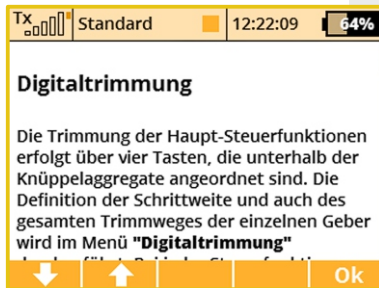 Tx Standard 12:22:09 64%
Digitaltrimmung
Die Trimmung der Haupt-Steuerfunktionen
erfolgt über vier Tasten, die unterhalb der
Knüppelaggregate angeordnet sind. Die
Definition der Schrittweite und auch des
gesamten Trimmweges der einzelnen Geber
wird im Menü "Digitaltrimmung"
Ok